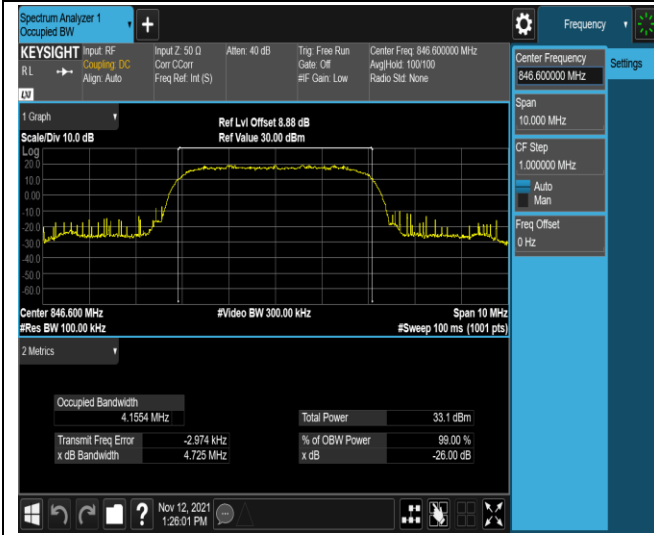 Spectrum Analyzer 1
Occupied BW
+
Frequency
KEYSIGHT
RL
LXI
Input: RF
Coupling: DC
Align: Auto
Input Z: 50 Ω
Corr CCorr
Freq Ref: Int (S)
Atten: 40 dB
Trig: Free Run
Gate: Off
#IF Gain: Low
Center Freq: 846.600000 MHz
Avg|Hold: 100/100
Radio Std: None
Center Frequency
846.600000 MHz
Settings
Span
10.000 MHz
CF Step
1.000000 MHz
Auto
Man
Freq Offset
0 Hz
1 Graph
Scale/Div 10.0 dB
Ref Lvl Offset 8.88 dB
Ref Value 30.00 dBm
Log
20.0
10.0
0.00
-10.0
-20.0
-30.0
-40.0
-50.0
-60.0
Center 846.600 MHz
#Video BW 300.00 kHz
Span 10 MHz
#Res BW 100.00 kHz
#Sweep 100 ms (1001 pts)
2 Metrics
Occupied Bandwidth
4.1554 MHz
Total Power 33.1 dBm
Transmit Freq Error -2.974 kHz
% of OBW Power 99.00 %
x dB Bandwidth 4.725 MHz
x dB -26.00 dB
?
Nov 12, 2021
1:26:01 PM